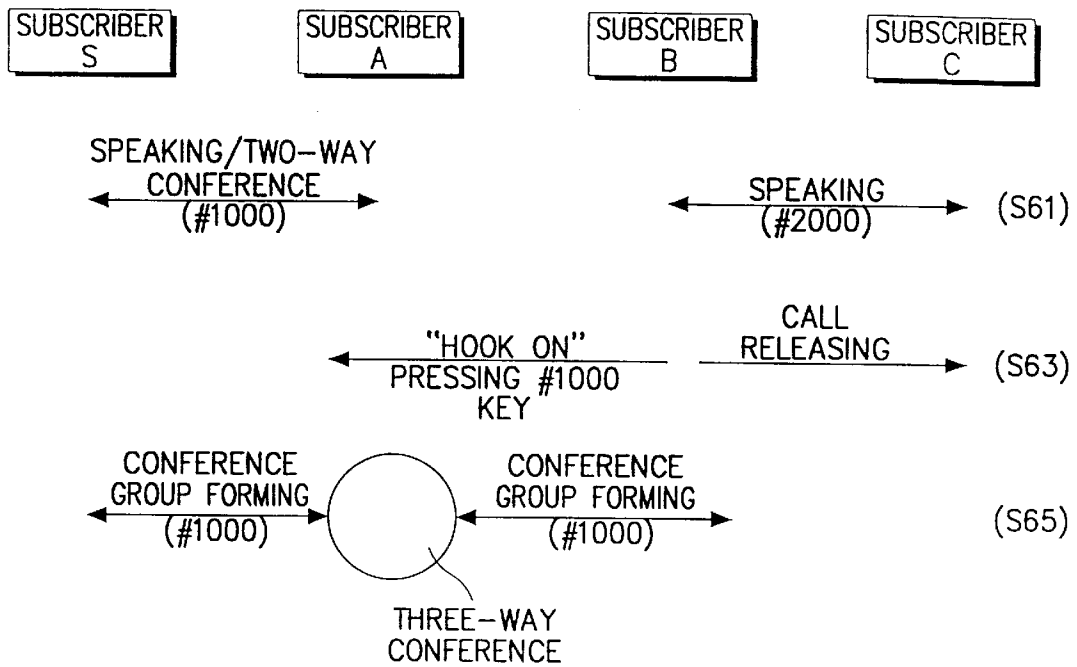 SUBSCRIBER
S
SUBSCRIBER
A
SUBSCRIBER
B
SUBSCRIBER
C
SPEAKING/TWO-WAY
CONFERENCE
(#1000)
SPEAKING
(#2000)
(S61)
"HOOK ON"
PRESSING #1000
KEY
CALL
RELEASING
(S63)
CONFERENCE
GROUP FORMING
(#1000)
CONFERENCE
GROUP FORMING
(#1000)
(S65)
THREE-WAY
CONFERENCE